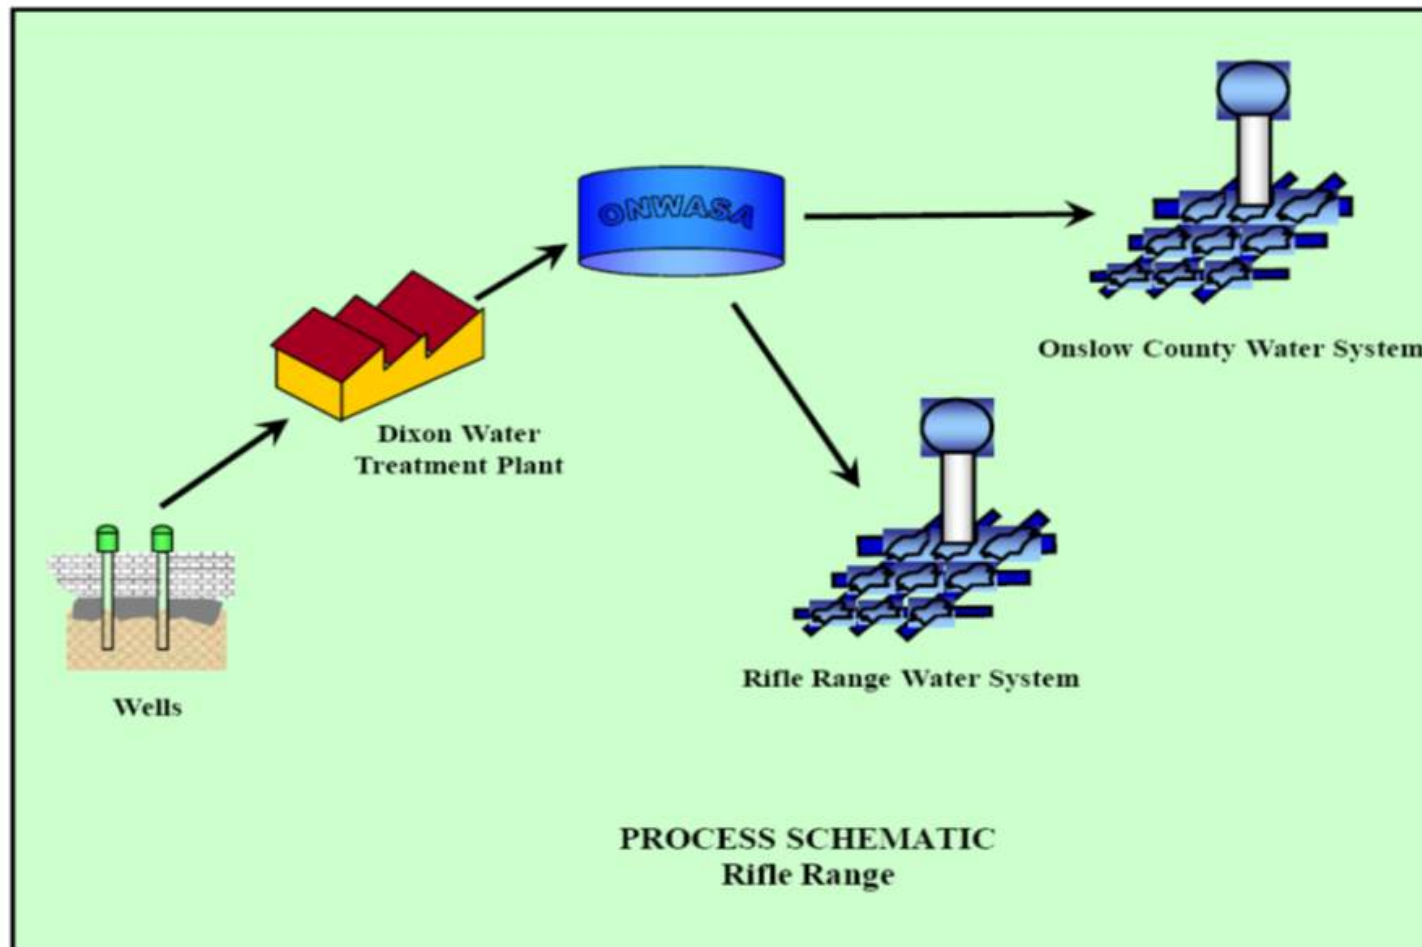 ONWASA
Onslow County Water System
Dixon Water
Treatment Plant
Rifle Range Water System
Wells
PROCESS SCHEMATIC
Rifle Range